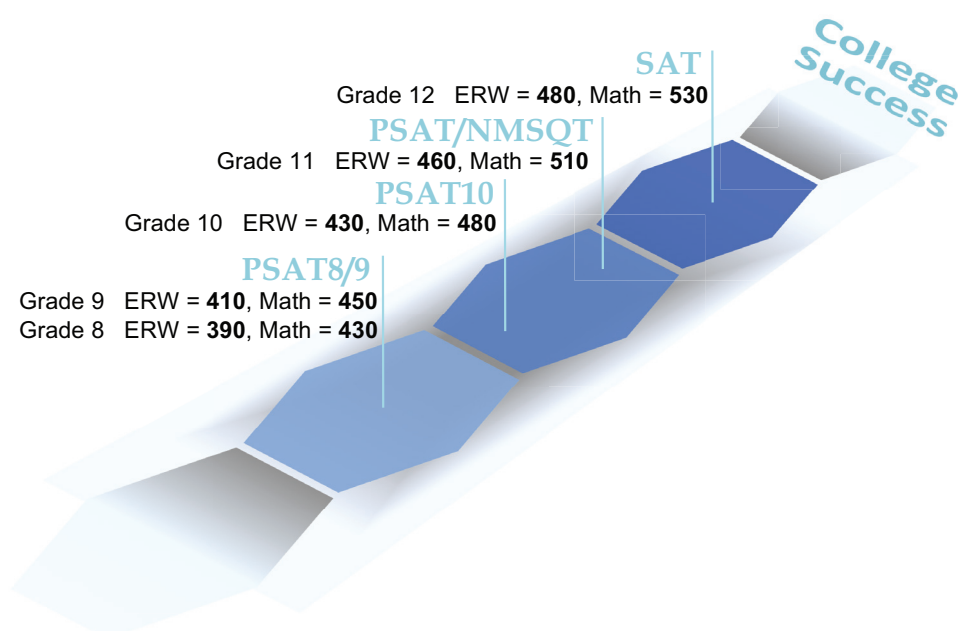 College
Success
SAT
Grade 12 ERW = 480, Math = 530
PSAT/NMSQT
Grade 11 ERW = 460, Math = 510
PSAT10
Grade 10 ERW = 430, Math = 480
PSAT8/9
Grade 9 ERW = 410, Math = 450
Grade 8 ERW = 390, Math = 430